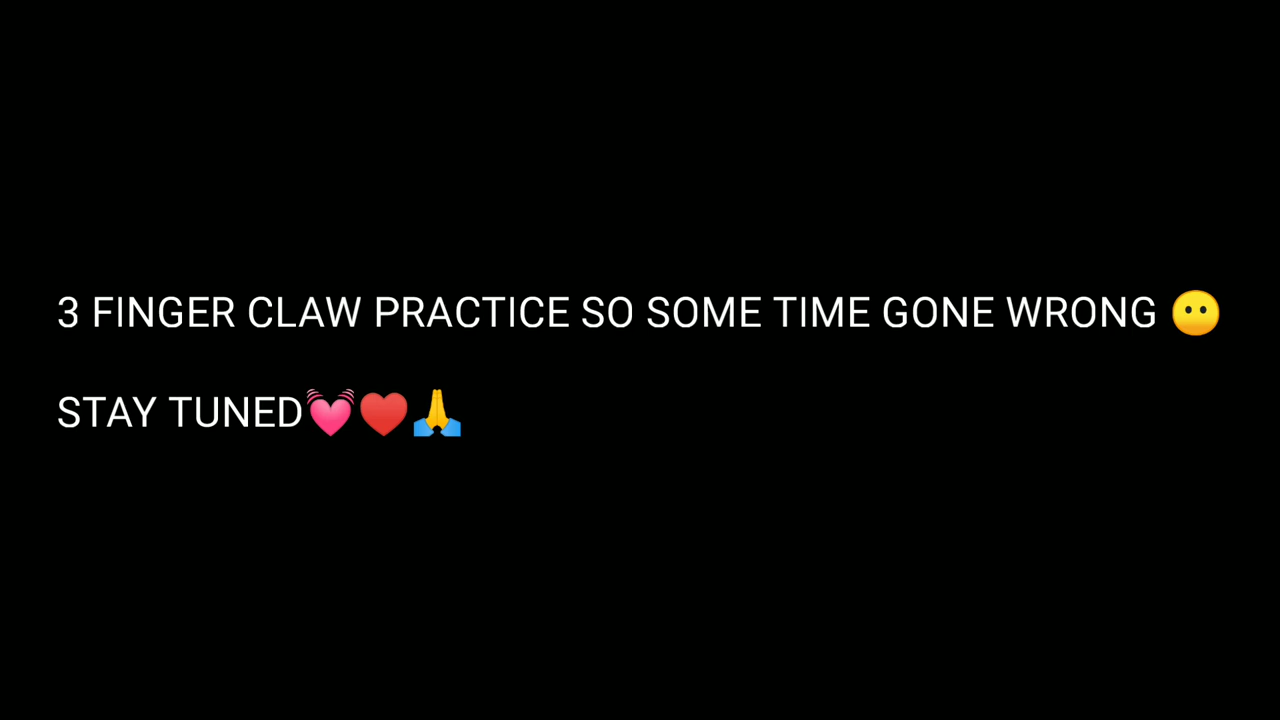 3 FINGER CLAW PRACTICE SO SOME TIME GONE WRONG 😶
STAY TUNED💓♥️🙏